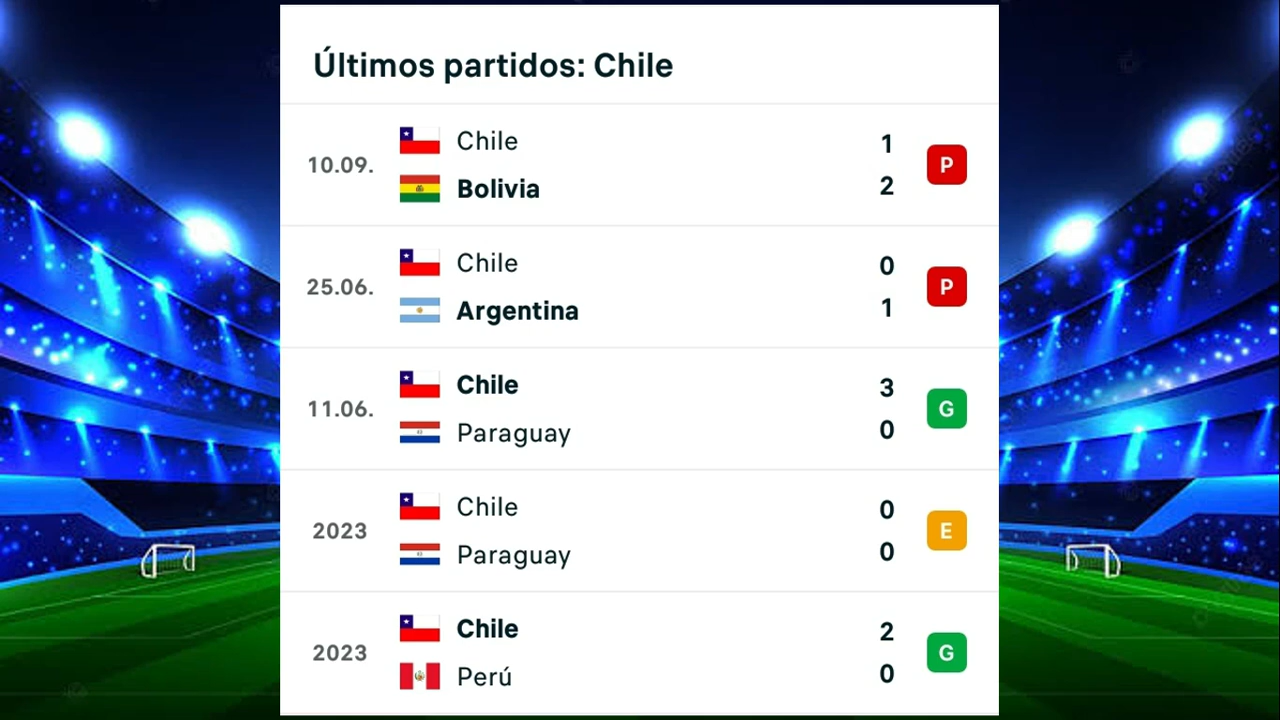 Últimos partidos: Chile
10.09.
Chile 1
Bolivia 2
P
25.06.
Chile 0
Argentina 1
P
11.06.
Chile 3
Paraguay 0
G
2023
Chile 0
Paraguay 0
E
2023
Chile 2
Perú 0
G